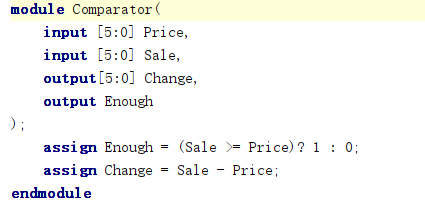 module Comparator(
    input [5:0] Price,
    input [5:0] Sale,
    output[5:0] Change,
    output Enough
);
    assign Enough = (Sale >= Price)? 1 : 0;
    assign Change = Sale - Price;
endmodule